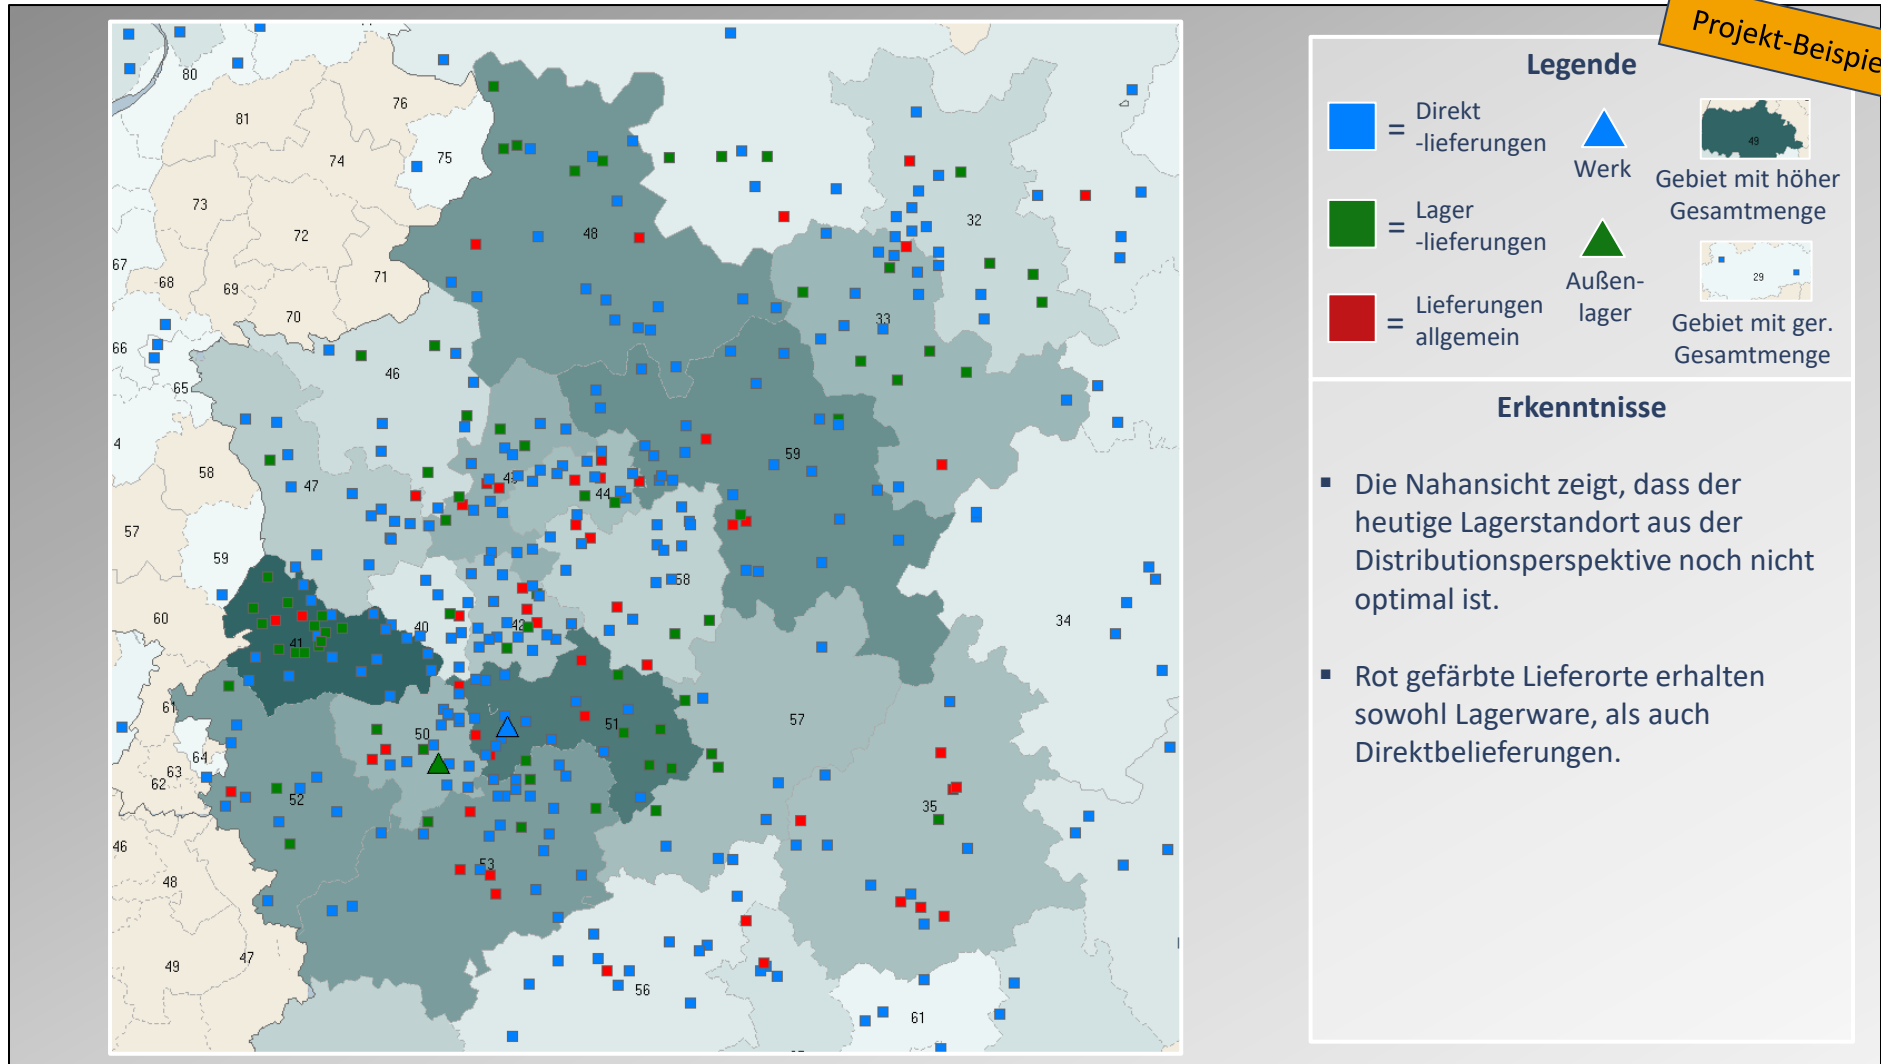 Projekt-Beispie
Legende
= Direkt
-lieferungen
Werk
49
Gebiet mit höher
Gesamtmenge
= Lager
-lieferungen
Außen-
lager
29
Gebiet mit ger.
Gesamtmenge
= Lieferungen
allgemein
Erkenntnisse
▪ Die Nahansicht zeigt, dass der
heutige Lagerstandort aus der
Distributionsperspektive noch nicht
optimal ist.
▪ Rot gefärbte Lieferorte erhalten
sowohl Lagerware, als auch
Direktbelieferungen.
80
76
81
74
75
73
72
48
32
67
68
69
71
70
33
66
46
65
4
58
59
47
44
57
59
58
60
40
42
34
41
61
50
51
57
64
63
62
52
35
46
53
48
47
49
56
61